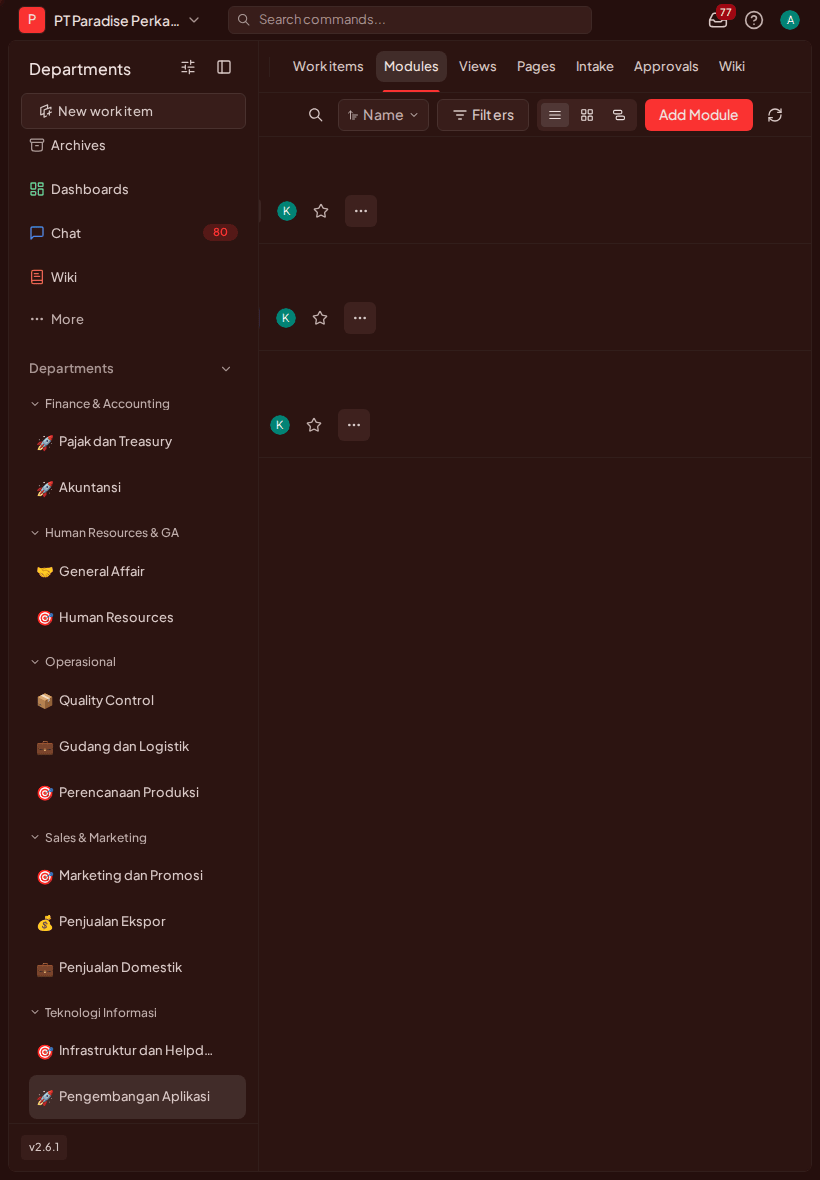 P PT Paradise Perka... Search commands... 77 A
Departments
New work item
Archives
Dashboards
Chat 80
Wiki
More
Departments
Finance & Accounting
Pajak dan Treasury
Akuntansi
Human Resources & GA
General Affair
Human Resources
Operasional
Quality Control
Gudang dan Logistik
Perencanaan Produksi
Sales & Marketing
Marketing dan Promosi
Penjualan Ekspor
Penjualan Domestik
Teknologi Informasi
Infrastruktur dan Helpd...
Pengembangan Aplikasi
v2.6.1
Work items Modules Views Pages Intake Approvals Wiki
Name Filters Add Module
K
K
K